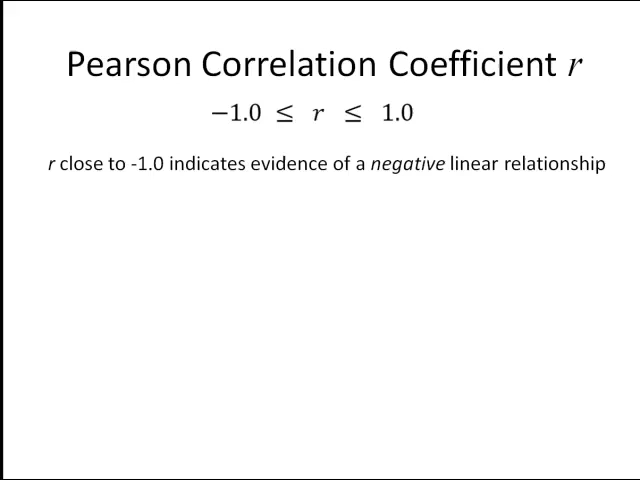 Pearson Correlation Coefficient r
−1.0 ≤ r ≤ 1.0
r close to -1.0 indicates evidence of a negative linear relationship